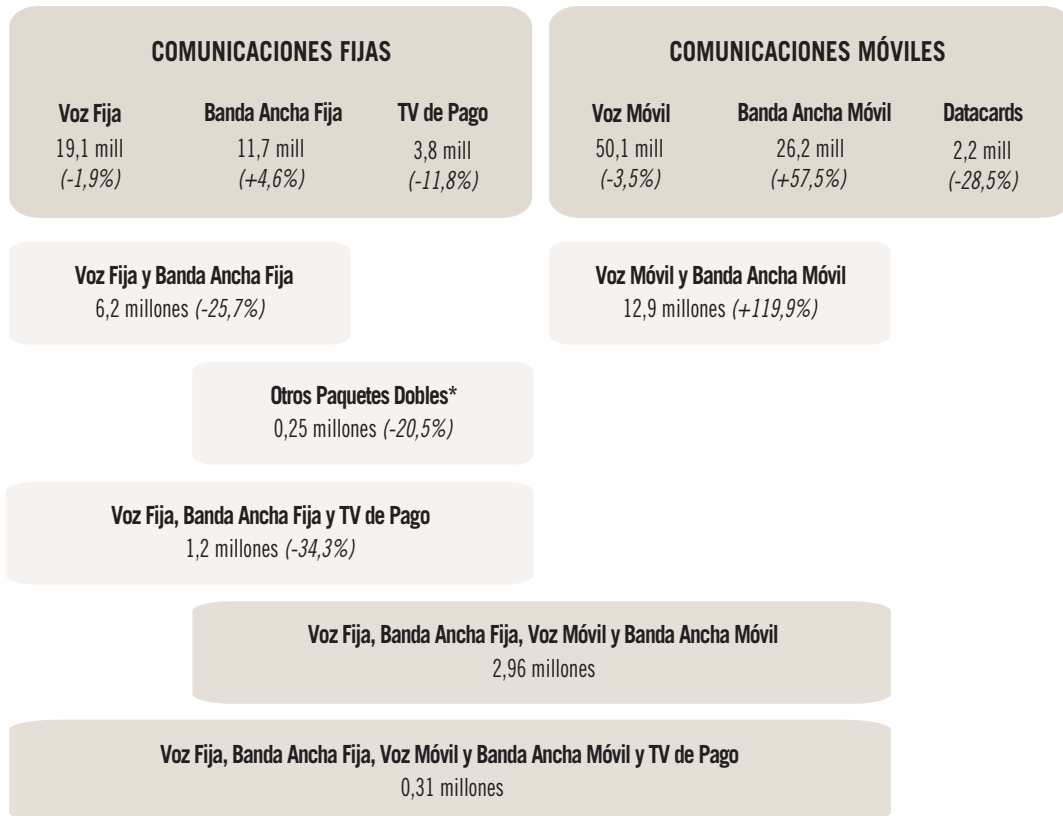 COMUNICACIONES FIJAS
Voz Fija
19,1 mill
(-1,9%)
Banda Ancha Fija
11,7 mill
(+4,6%)
TV de Pago
3,8 mill
(-11,8%)
COMUNICACIONES MÓVILES
Voz Móvil
50,1 mill
(-3,5%)
Banda Ancha Móvil
26,2 mill
(+57,5%)
Datacards
2,2 mill
(-28,5%)
Voz Fija y Banda Ancha Fija
6,2 millones (-25,7%)
Voz Móvil y Banda Ancha Móvil
12,9 millones (+119,9%)
Otros Paquetes Dobles*
0,25 millones (-20,5%)
Voz Fija, Banda Ancha Fija y TV de Pago
1,2 millones (-34,3%)
Voz Fija, Banda Ancha Fija, Voz Móvil y Banda Ancha Móvil
2,96 millones
Voz Fija, Banda Ancha Fija, Voz Móvil y Banda Ancha Móvil y TV de Pago
0,31 millones